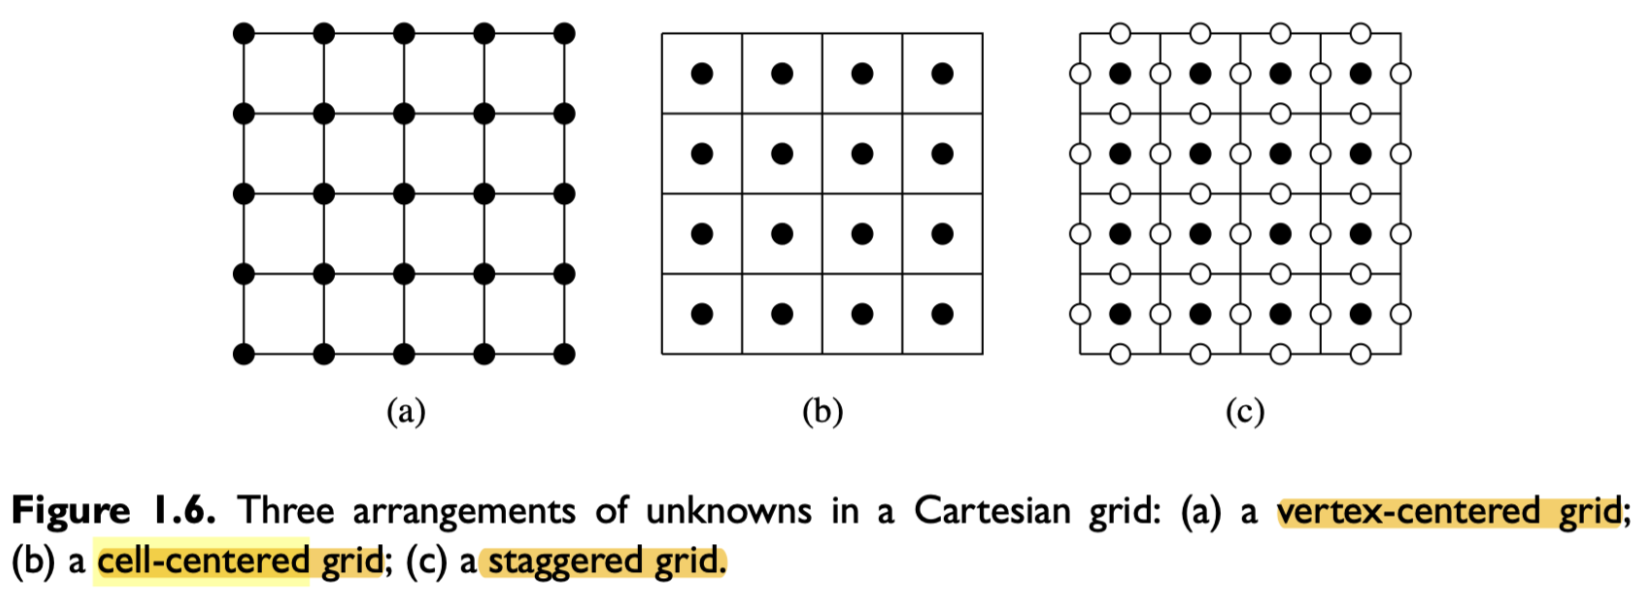 (a)
(b)
(c)
Figure 1.6. Three arrangements of unknowns in a Cartesian grid: (a) a vertex-centered grid;
(b) a cell-centered grid; (c) a staggered grid.